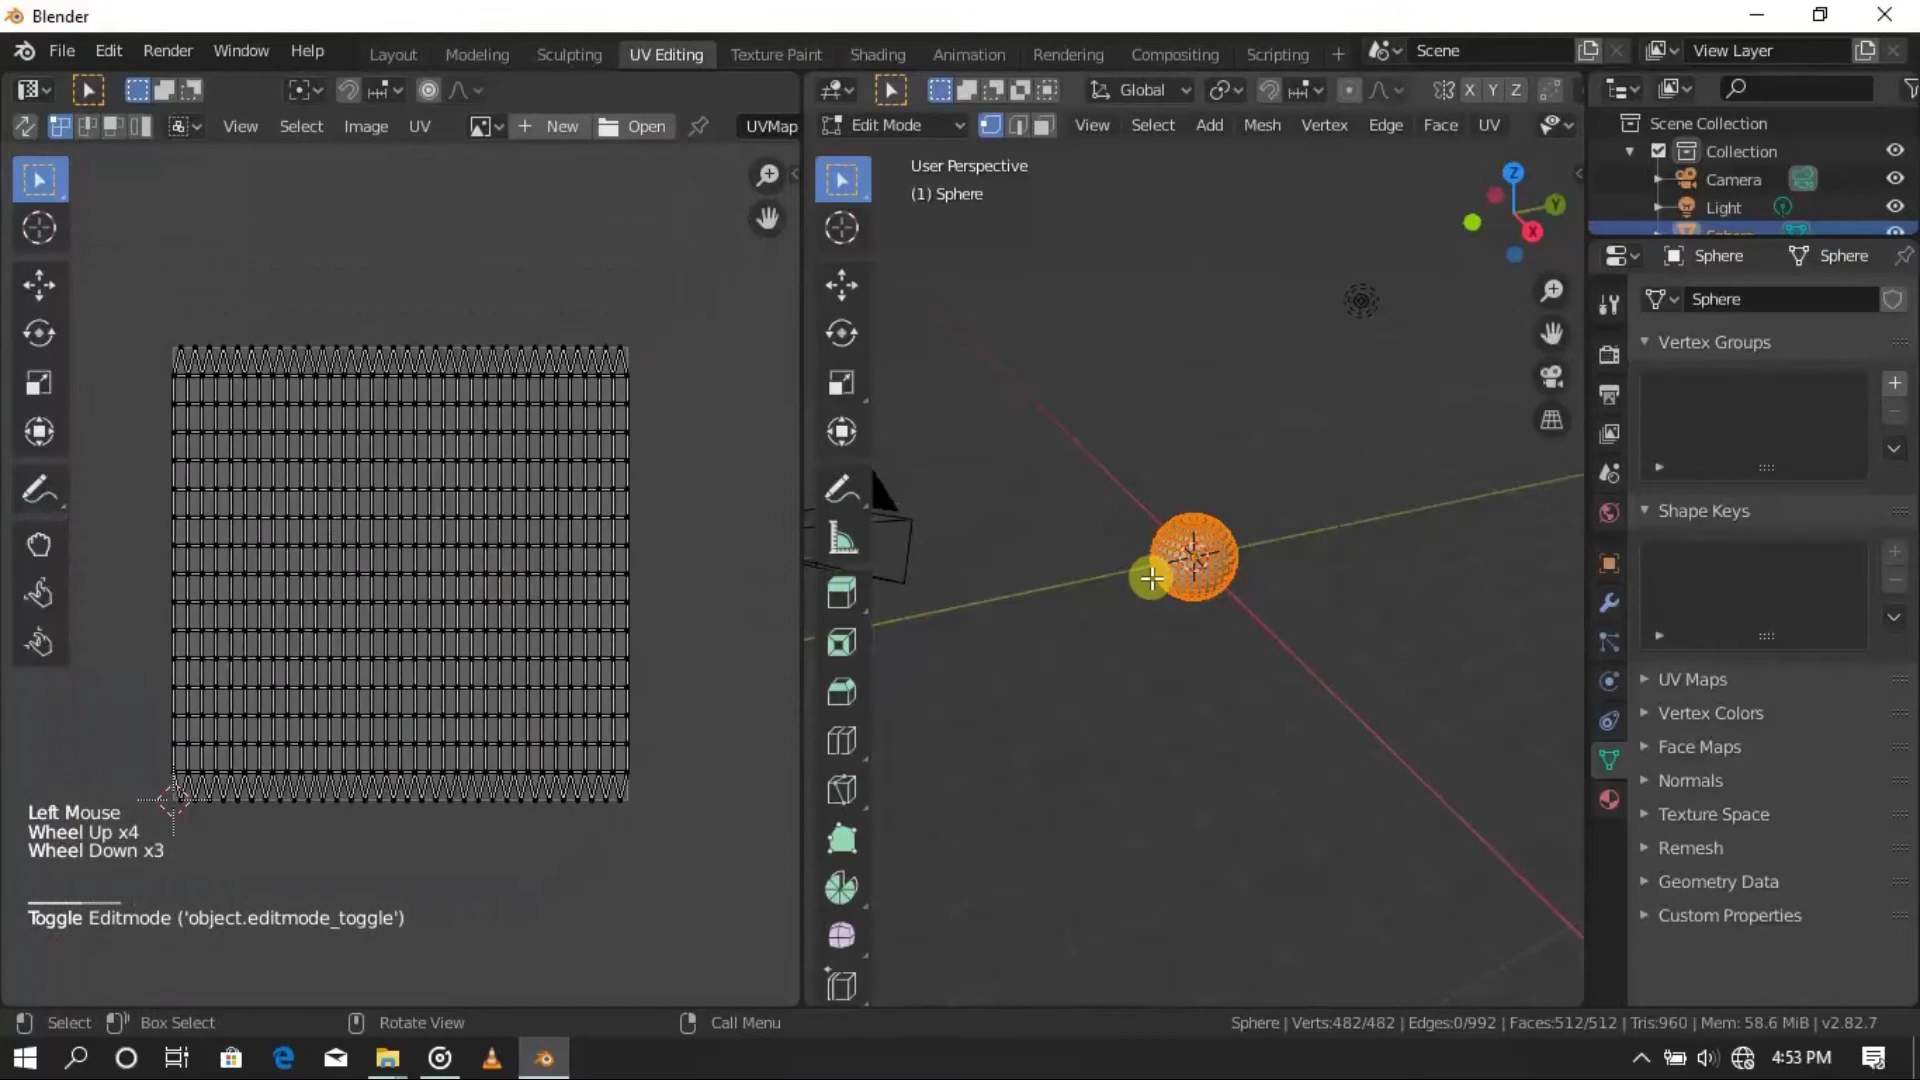 Blender
File Edit Render Window Help Layout Modeling Sculpting UV Editing Texture Paint Shading Animation Rendering Compositing Scripting + Scene View Layer
Global X Y Z
View Select Image UV + New Open UVMap Edit Mode View Select Add Mesh Vertex Edge Face UV
Scene Collection
Collection
Camera
Light
User Perspective
(1) Sphere
Z
Y
X
Sphere Sphere
Sphere
Vertex Groups
Shape Keys
UV Maps
Vertex Colors
Face Maps
Normals
Texture Space
Remesh
Geometry Data
Custom Properties
Left Mouse
Wheel Up x4
Wheel Down x3
Toggle Editmode ('object.editmode_toggle')
Select Box Select Rotate View Call Menu Sphere | Verts:482/482 | Edges:0/992 | Faces:512/512 | Tris:960 | Mem: 58.6 MiB | v2.82.7
4:53 PM